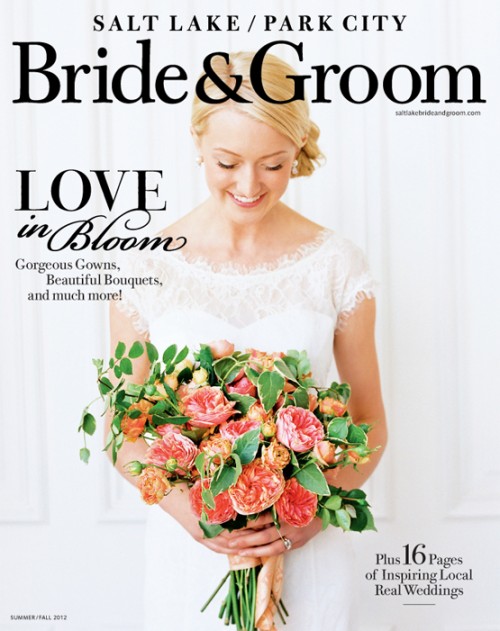 SALT LAKE / PARK CITY
Bride&Groom
saltlakebrideandgroom.com
LOVE
in Bloom
Gorgeous Gowns,
Beautiful Bouquets,
and much more!
Plus 16 Pages
of Inspiring Local
Real Weddings
SUMMER/FALL 2012